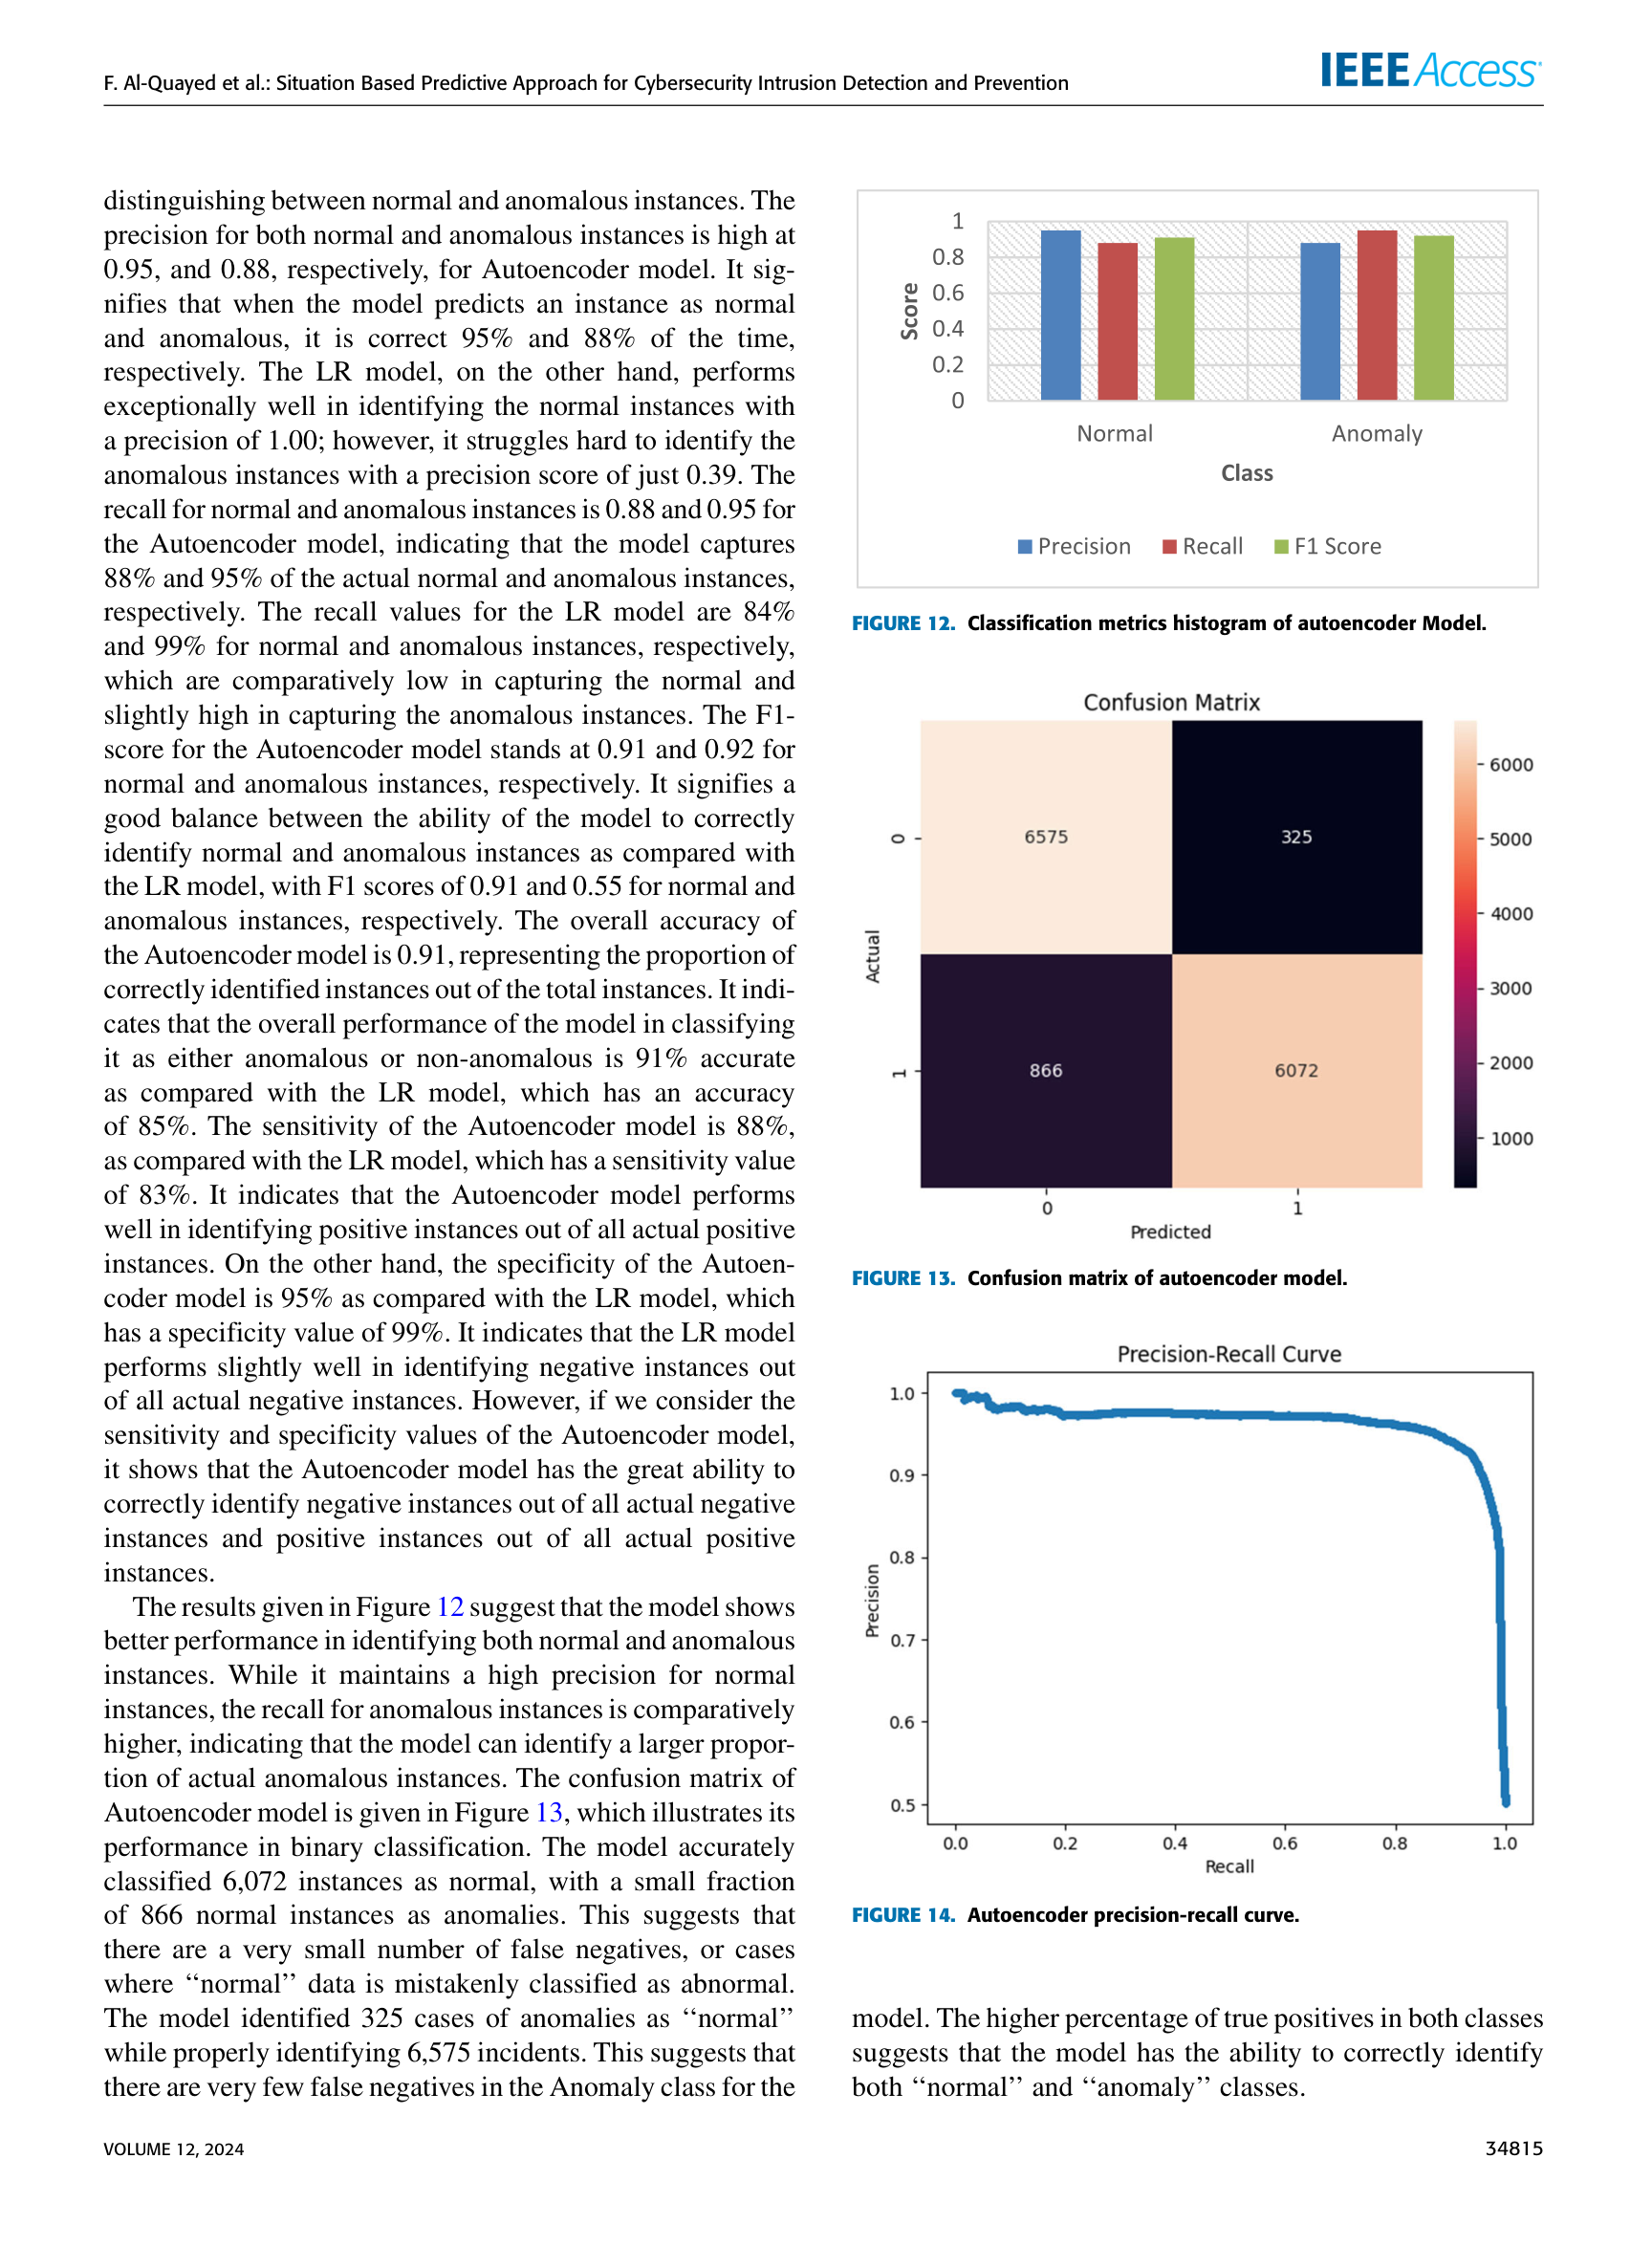 F. Al-Quayed et al.: Situation Based Predictive Approach for Cybersecurity Intrusion Detection and Prevention
IEEE Access
distinguishing between normal and anomalous instances. The
precision for both normal and anomalous instances is high at
0.95, and 0.88, respectively, for Autoencoder model. It sig-
nifies that when the model predicts an instance as normal
and anomalous, it is correct 95% and 88% of the time,
respectively. The LR model, on the other hand, performs
exceptionally well in identifying the normal instances with
a precision of 1.00; however, it struggles hard to identify the
anomalous instances with a precision score of just 0.39. The
recall for normal and anomalous instances is 0.88 and 0.95 for
the Autoencoder model, indicating that the model captures
88% and 95% of the actual normal and anomalous instances,
respectively. The recall values for the LR model are 84%
and 99% for normal and anomalous instances, respectively,
which are comparatively low in capturing the normal and
slightly high in capturing the anomalous instances. The F1-
score for the Autoencoder model stands at 0.91 and 0.92 for
normal and anomalous instances, respectively. It signifies a
good balance between the ability of the model to correctly
identify normal and anomalous instances as compared with
the LR model, with F1 scores of 0.91 and 0.55 for normal and
anomalous instances, respectively. The overall accuracy of
the Autoencoder model is 0.91, representing the proportion of
correctly identified instances out of the total instances. It indi-
cates that the overall performance of the model in classifying
it as either anomalous or non-anomalous is 91% accurate
as compared with the LR model, which has an accuracy
of 85%. The sensitivity of the Autoencoder model is 88%,
as compared with the LR model, which has a sensitivity value
of 83%. It indicates that the Autoencoder model performs
well in identifying positive instances out of all actual positive
instances. On the other hand, the specificity of the Autoen-
coder model is 95% as compared with the LR model, which
has a specificity value of 99%. It indicates that the LR model
performs slightly well in identifying negative instances out
of all actual negative instances. However, if we consider the
sensitivity and specificity values of the Autoencoder model,
it shows that the Autoencoder model has the great ability to
correctly identify negative instances out of all actual negative
instances and positive instances out of all actual positive
instances.
The results given in Figure 12 suggest that the model shows
better performance in identifying both normal and anomalous
instances. While it maintains a high precision for normal
instances, the recall for anomalous instances is comparatively
higher, indicating that the model can identify a larger propor-
tion of actual anomalous instances. The confusion matrix of
Autoencoder model is given in Figure 13, which illustrates its
performance in binary classification. The model accurately
classified 6,072 instances as normal, with a small fraction
of 866 normal instances as anomalies. This suggests that
there are a very small number of false negatives, or cases
where ‘‘normal’’ data is mistakenly classified as abnormal.
The model identified 325 cases of anomalies as ‘‘normal’’
while properly identifying 6,575 incidents. This suggests that
there are very few false negatives in the Anomaly class for the
1
0.8
0.6
0.4
0.2
0
Score
Normal Anomaly
Class
Precision Recall F1 Score
FIGURE 12. Classification metrics histogram of autoencoder Model.
Confusion Matrix
6575 325
866 6072
0
1
Actual
0 1
Predicted
6000
5000
4000
3000
2000
1000
FIGURE 13. Confusion matrix of autoencoder model.
Precision-Recall Curve
1.0
0.9
0.8
0.7
0.6
0.5
Precision
0.0 0.2 0.4 0.6 0.8 1.0
Recall
FIGURE 14. Autoencoder precision-recall curve.
model. The higher percentage of true positives in both classes
suggests that the model has the ability to correctly identify
both ‘‘normal’’ and ‘‘anomaly’’ classes.
VOLUME 12, 2024
34815